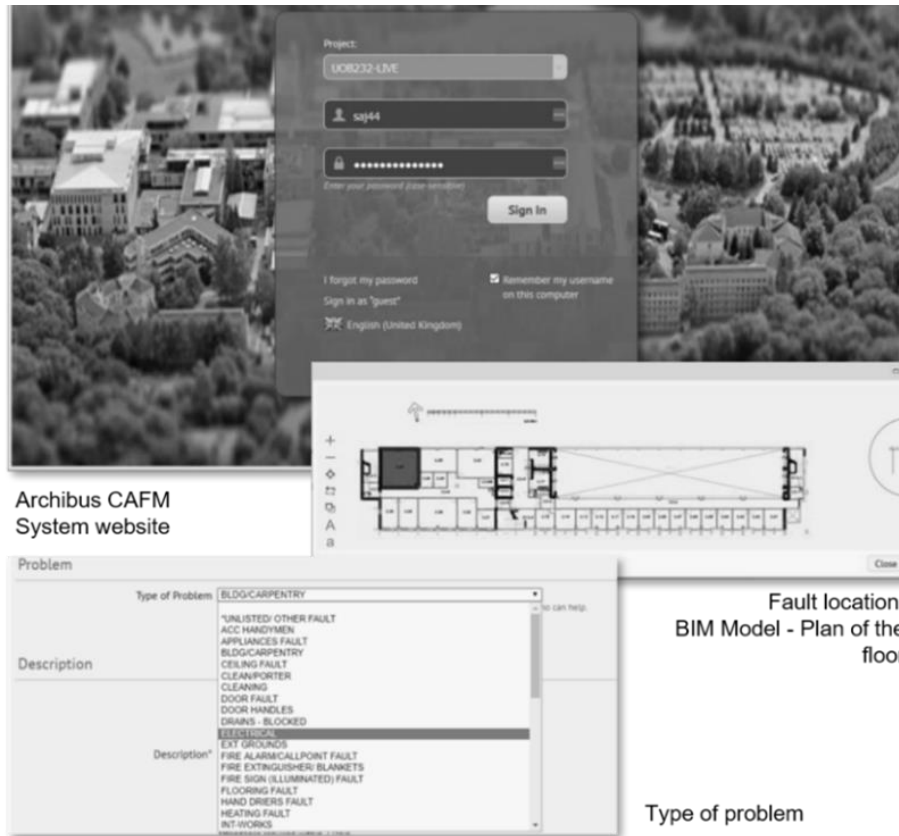 Project:
UOB232-LIVE
saj44
Enter your password (case-sensitive)
Sign In
I forgot my password
Remember my username
on this computer
Sign in as "guest"
English (United Kingdom)
A
a
Close
Archibus CAFM
System website
Fault location
BIM Model - Plan of the
floor
Problem
Type of Problem
BLDG/CARPENTRY
ho can help.
*UNLISTED/ OTHER FAULT
ACC HANDYMEN
APPLIANCES FAULT
BLDG/CARPENTRY
CEILING FAULT
CLEAN/PORTER
CLEANING
DOOR FAULT
DOOR HANDLES
DRAINS - BLOCKED
ELECTRICAL
EXT GROUNDS
FIRE ALARM/CALLPOINT FAULT
FIRE EXTINGUISHER/ BLANKETS
FIRE SIGN (ILLUMINATED) FAULT
FLOORING FAULT
HAND DRIERS FAULT
HEATING FAULT
INT-WORKS
Description
Description*
Type of problem